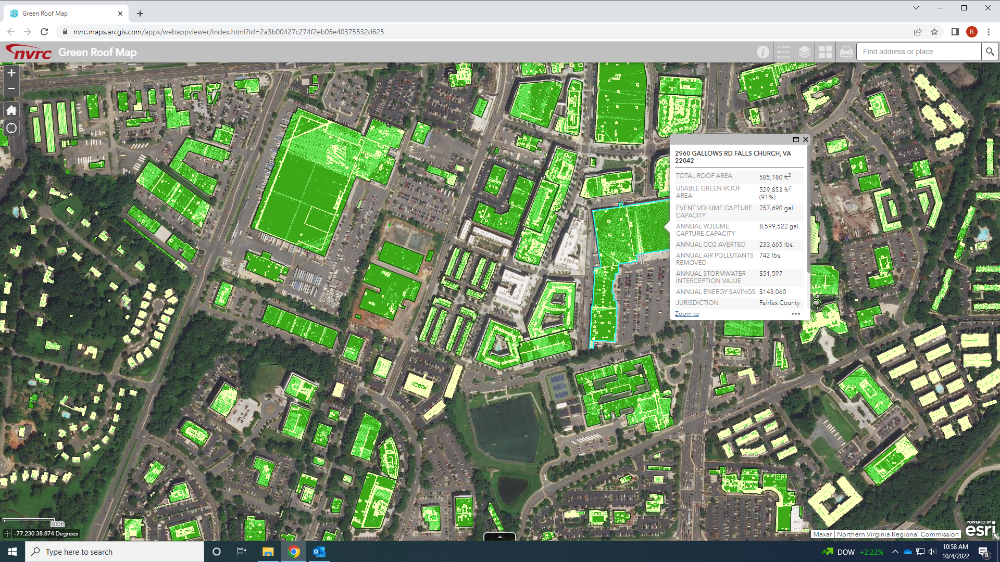 Green Roof Map
nvrc.maps.arcgis.com/apps/webappviewer/index.html?id=2a3b00427c274f2eb05e40375532d625
R
nvrc
Green Roof Map
Find address or place
2960 GALLOWS RD FALLS CHURCH, VA
22042
TOTAL ROOF AREA 585,180 ft2
USABLE GREEN ROOF AREA 529,853 ft2 (91%)
EVENT VOLUME CAPTURE CAPACITY 757,690 gal.
ANNUAL VOLUME CAPTURE CAPACITY 8,599,522 gal.
ANNUAL CO2 AVERTED 233,665 lbs.
ANNUAL AIR POLLUTANTS REMOVED 742 lbs.
ANNUAL STORMWATER INTERCEPTION VALUE $51,597
ANNUAL ENERGY SAVINGS $143,060
JURISDICTION Fairfax County
Zoom to
300ft
-77.230 38.874 Degrees
Maxar | Northern Virginia Regional Commission
POWERED BY
esri
Type here to search
DOW +2.22%
10:58 AM
10/4/2022
8